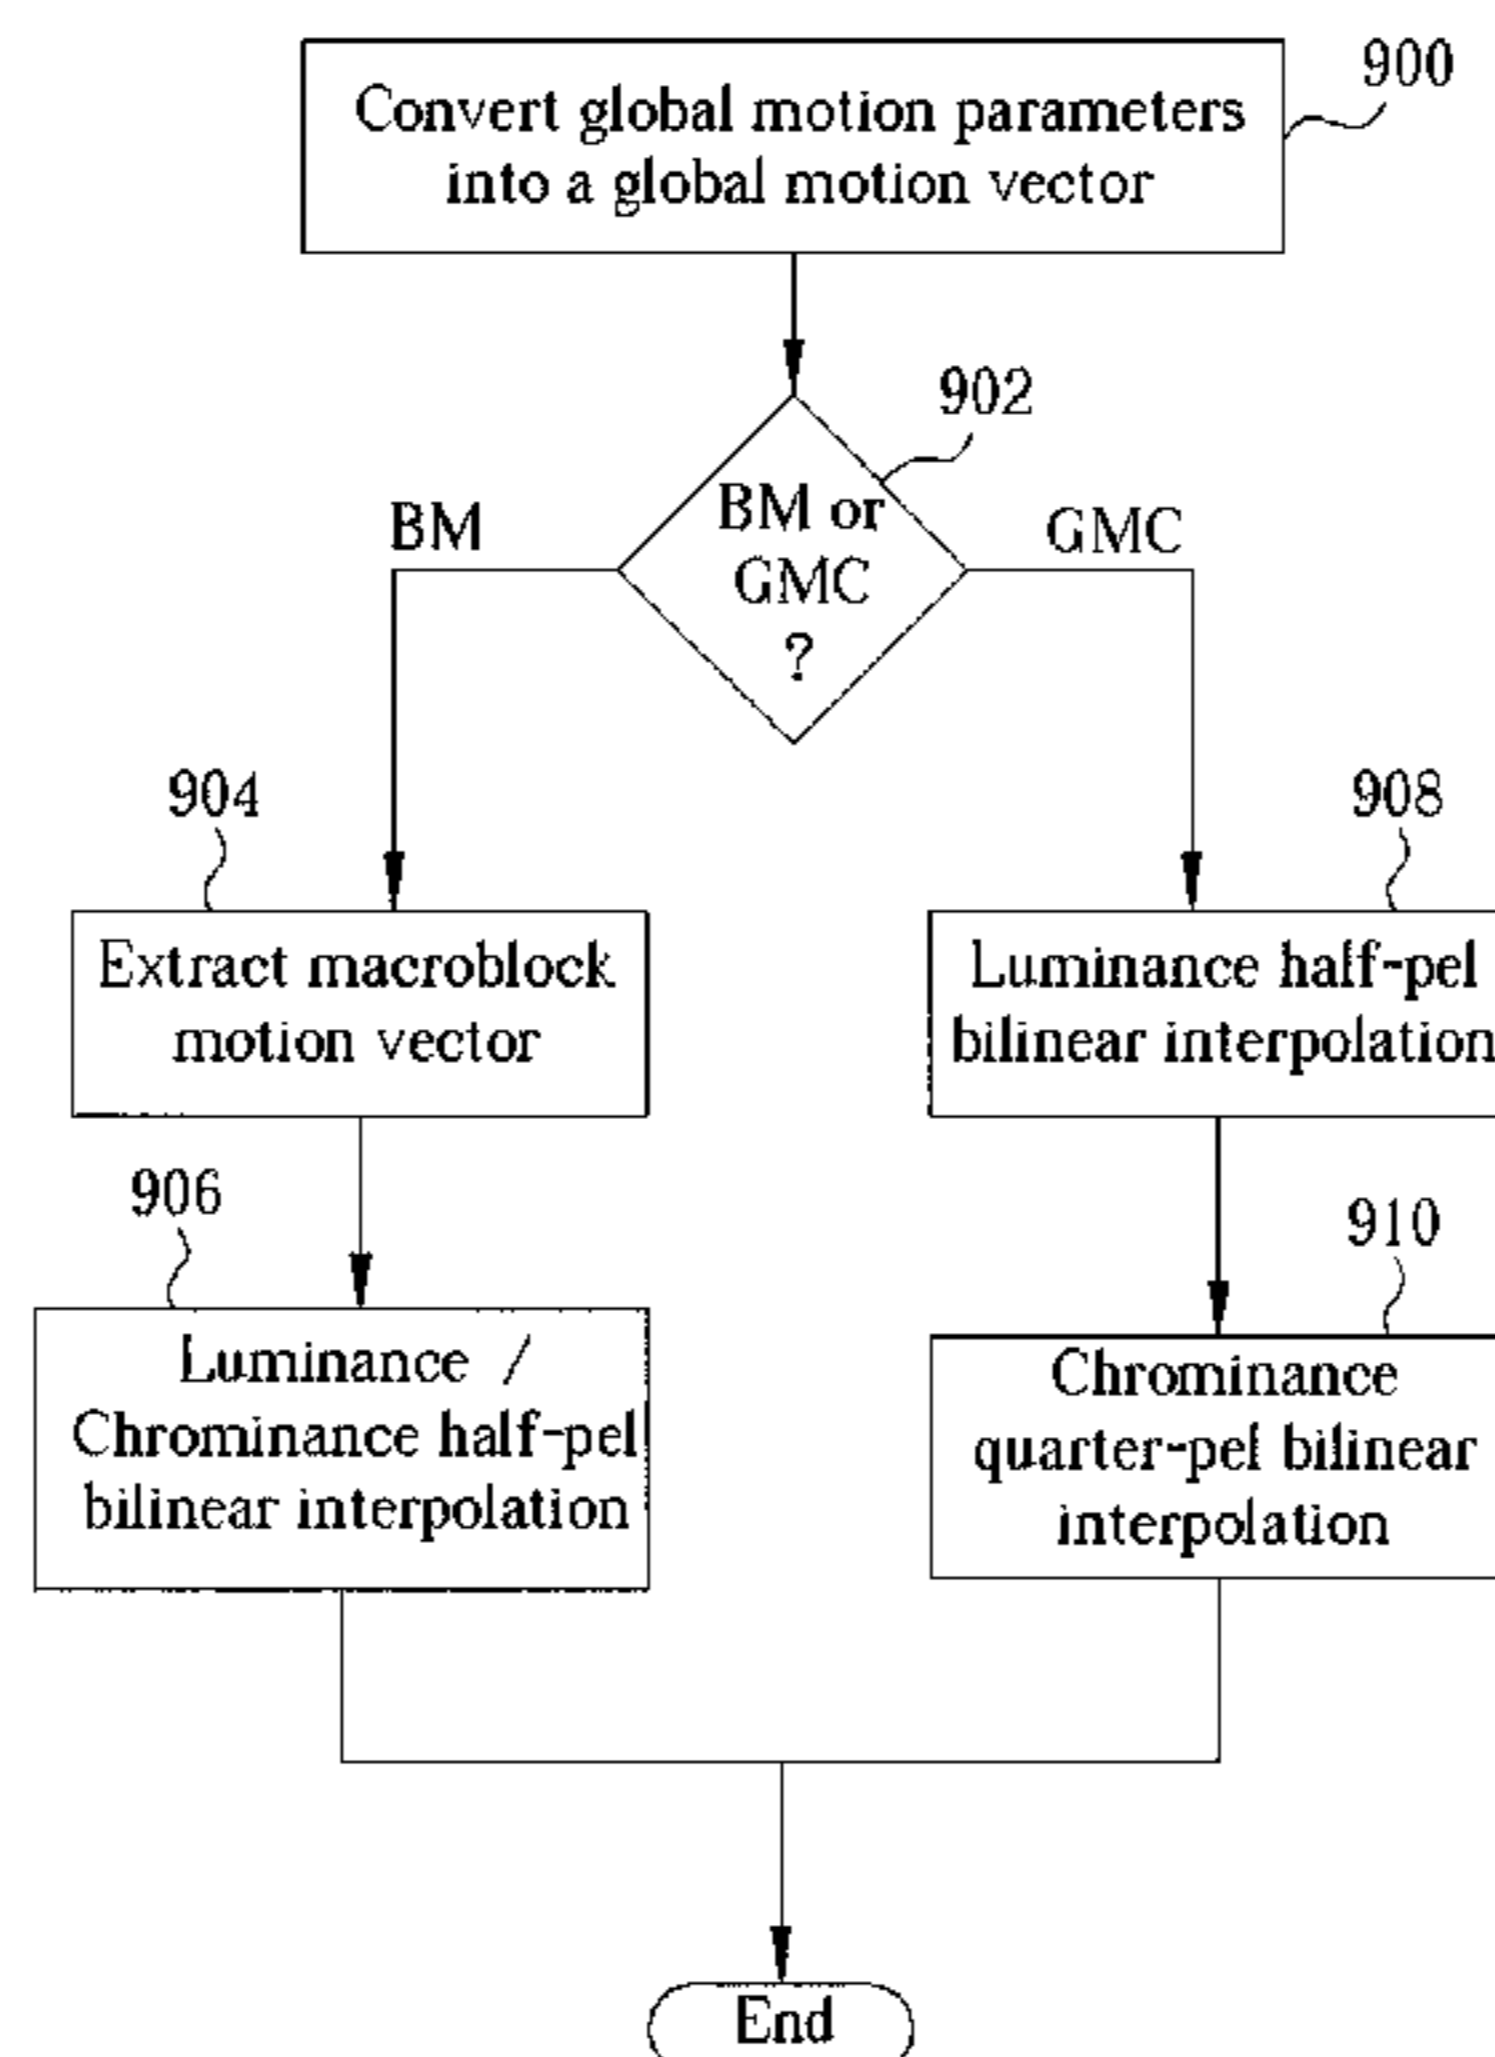 Convert global motion parameters
into a global motion vector
900
902
BM or
GMC
?
BM
GMC
904
Extract macroblock
motion vector
908
Luminance half-pel
bilinear interpolation
906
Luminance /
Chrominance half-pel
bilinear interpolation
910
Chrominance
quarter-pel bilinear
interpolation
End